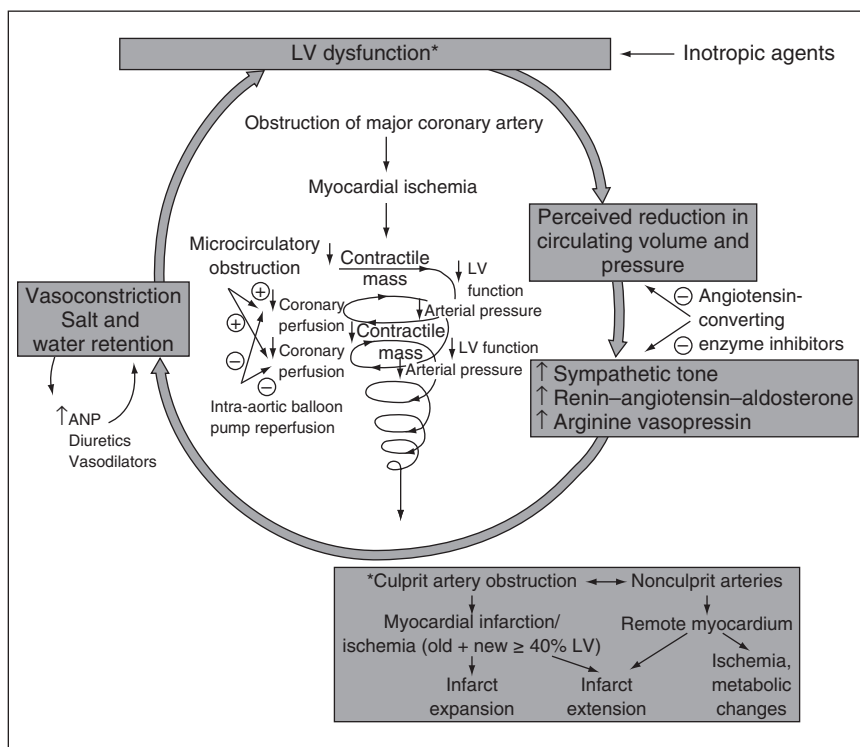 LV dysfunction*
Inotropic agents
Obstruction of major coronary artery
Myocardial ischemia
Perceived reduction in
circulating volume and
pressure
Microcirculatory
obstruction
↓ Contractile
mass
↓ LV
function
Vasoconstriction
Salt and
water retention
+
↓ Coronary
perfusion
↓ Arterial pressure
− Angiotensin-
converting
− enzyme inhibitors
+
↓ Contractile
mass
↓ Coronary
perfusion
↓ LV function
↓ Arterial pressure
−
−
↑ Sympathetic tone
↑ Renin–angiotensin–aldosterone
↑ Arginine vasopressin
Intra-aortic balloon
pump reperfusion
↑ANP
Diuretics
Vasodilators
*Culprit artery obstruction ↔ Nonculprit arteries
Myocardial infarction/
ischemia (old + new ≥ 40% LV)
Remote myocardium
Infarct
expansion
Infarct
extension
Ischemia,
metabolic
changes